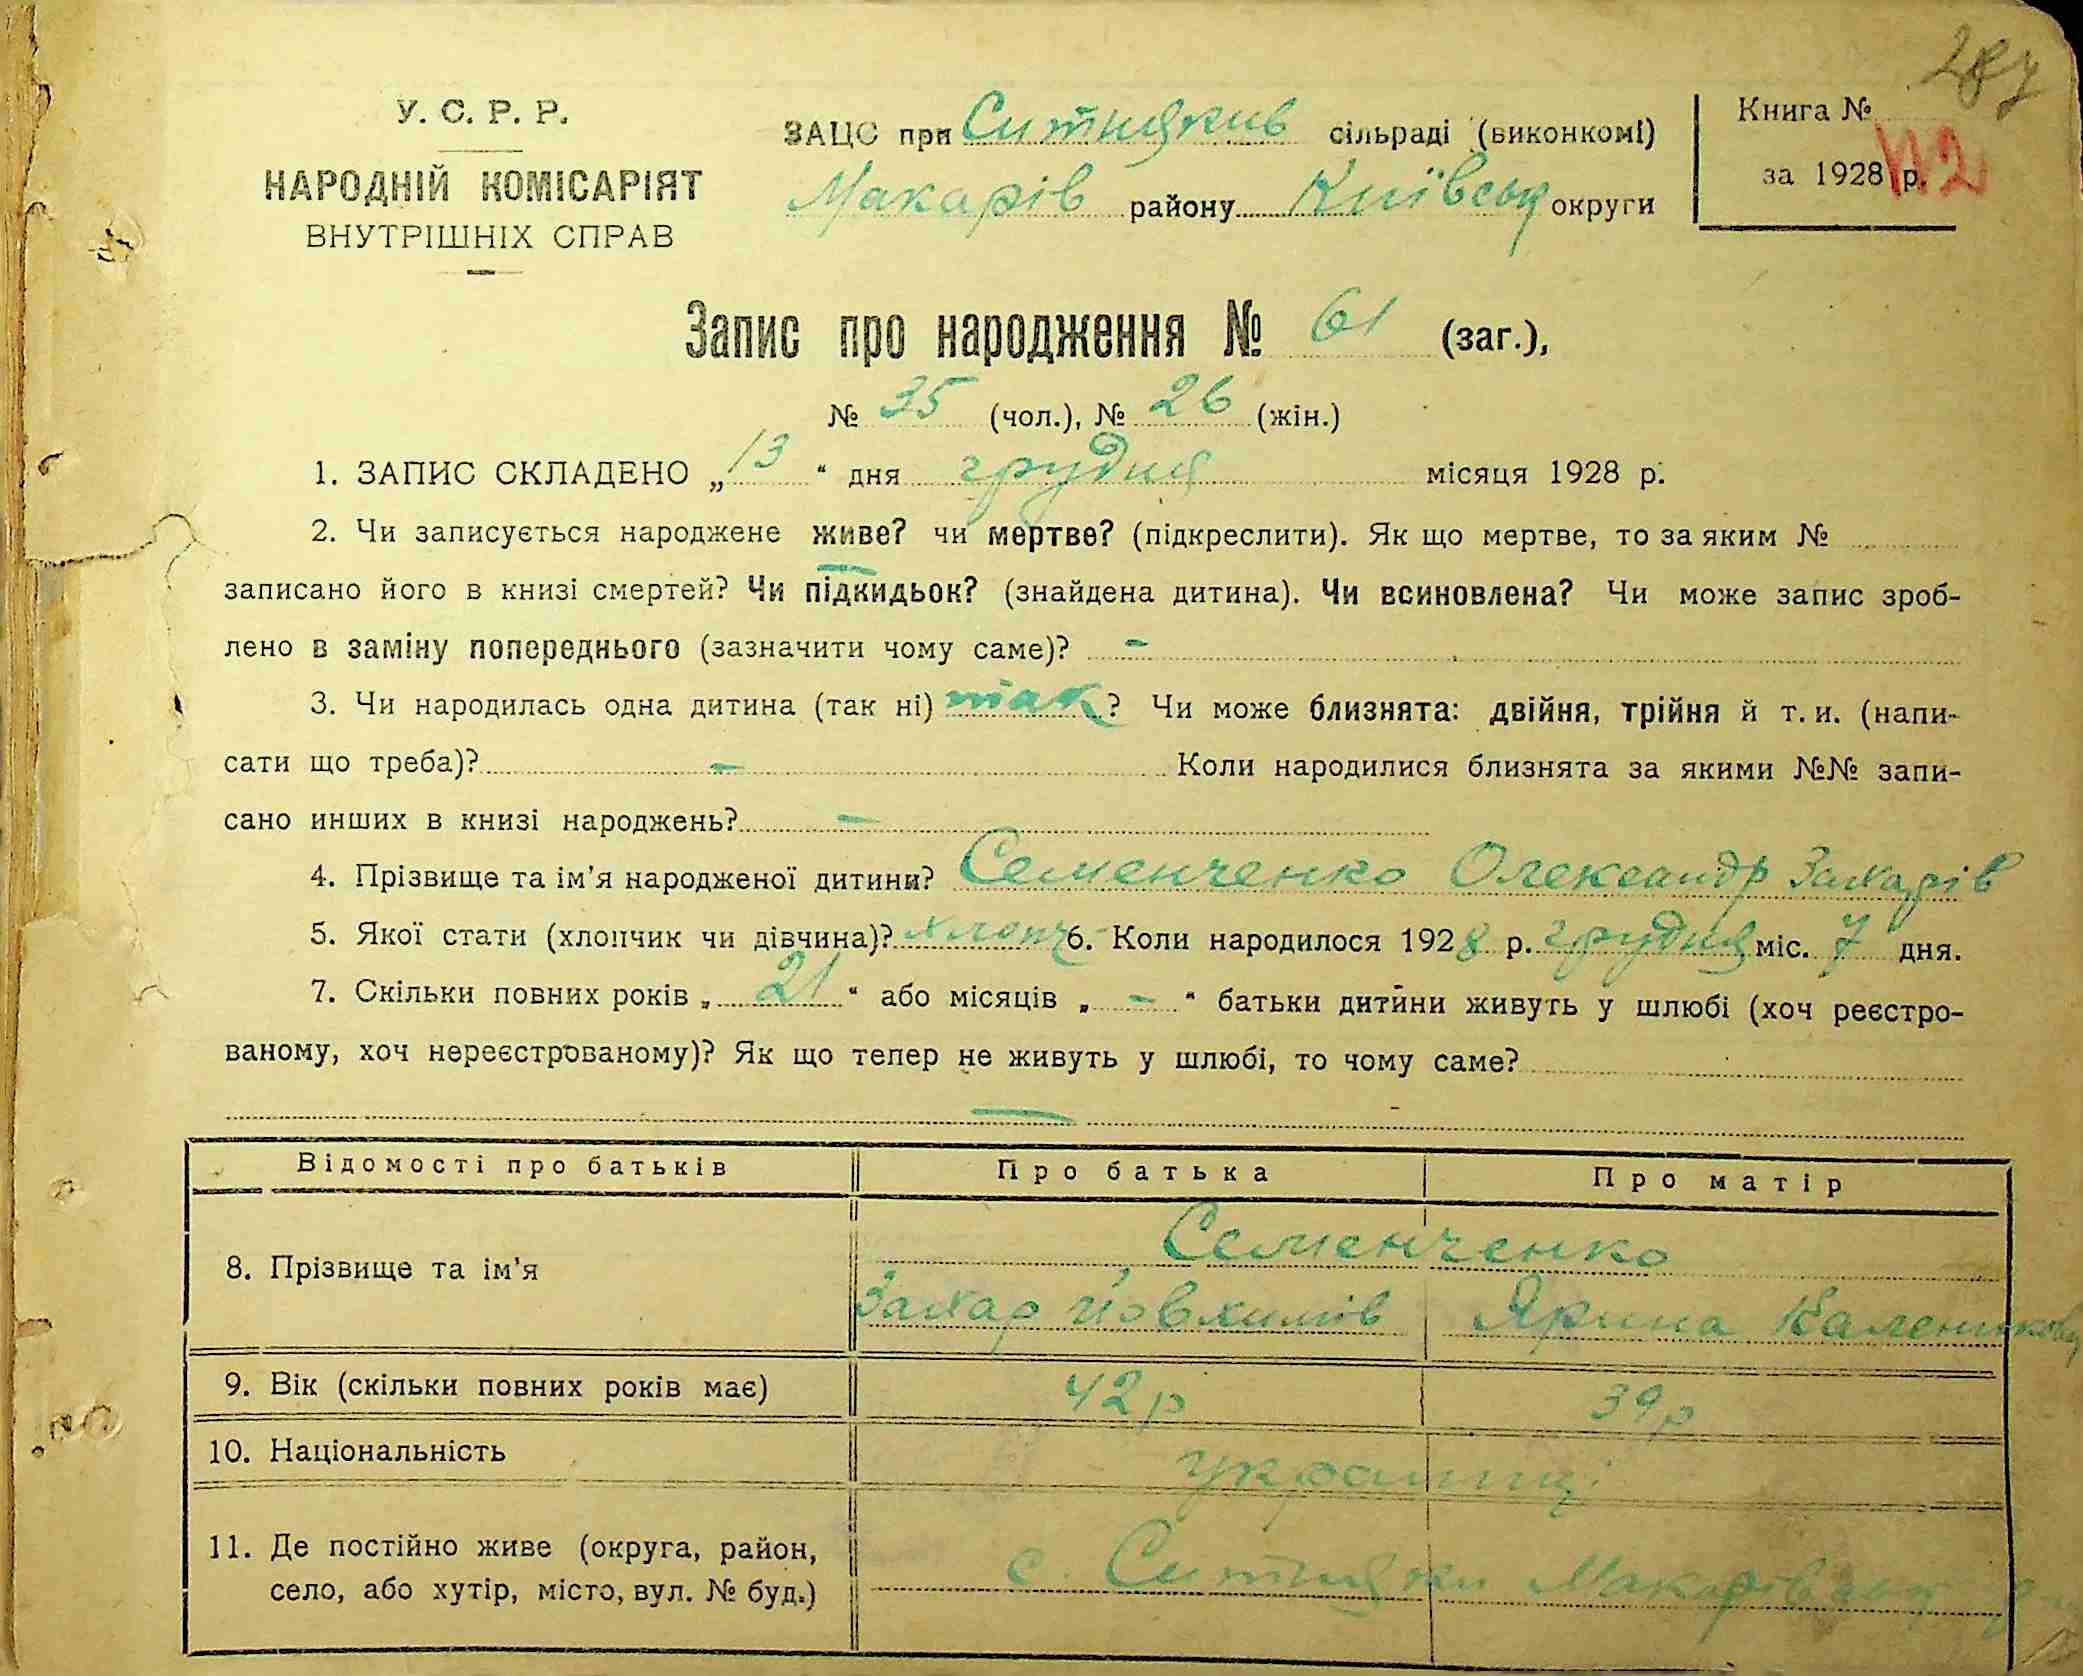 287
У. С. Р. Р.
НАРОДНІЙ КОМІСАРІЯТ
ВНУТРІШНІХ СПРАВ
ЗАЦС при Ситняків сільраді (виконкомі)
Макарів району Київськ округи
Книга №
за 1928 р.
Запис про народження № 61 (заг.),
№ 35 (чол.), № 26 (жін.)
1. ЗАПИС СКЛАДЕНО „13“ дня грудня місяця 1928 р.
2. Чи записується народжене живе? чи мертве? (підкреслити). Як що мертве, то за яким №
записано його в книзі смертей? Чи підкидьок? (знайдена дитина). Чи всиновлена? Чи може запис зроб-
лено в заміну попереднього (зазначити чому саме)? -
3. Чи народилась одна дитина (так ні) так? Чи може близнята: двійня, трійня й т. и. (напи-
сати що треба)? - Коли народилися близнята за якими №№ запи-
сано инших в книзі народжень? -
4. Прізвище та ім'я народженої дитини? Семенченко Олександр Захарів
5. Якої стати (хлопчик чи дівчина)? хлопч 6. Коли народилося 1928 р. грудня міс. 7 дня.
7. Скільки повних років „21“ або місяців „-“ батьки дитини живуть у шлюбі (хоч реєстро-
ваному, хоч нереєстрованому)? Як що тепер не живуть у шлюбі, то чому саме?
-
Відомості про батьків Про батька Про матір
8. Прізвище та ім'я Семенченко
Захар Йовхимів Ярина Каленикова
9. Вік (скільки повних років має) 42 р 39 р
10. Національність українці
11. Де постійно живе (округа, район,
село, або хутір, місто, вул. № буд.) с. Ситняки Макарівськ